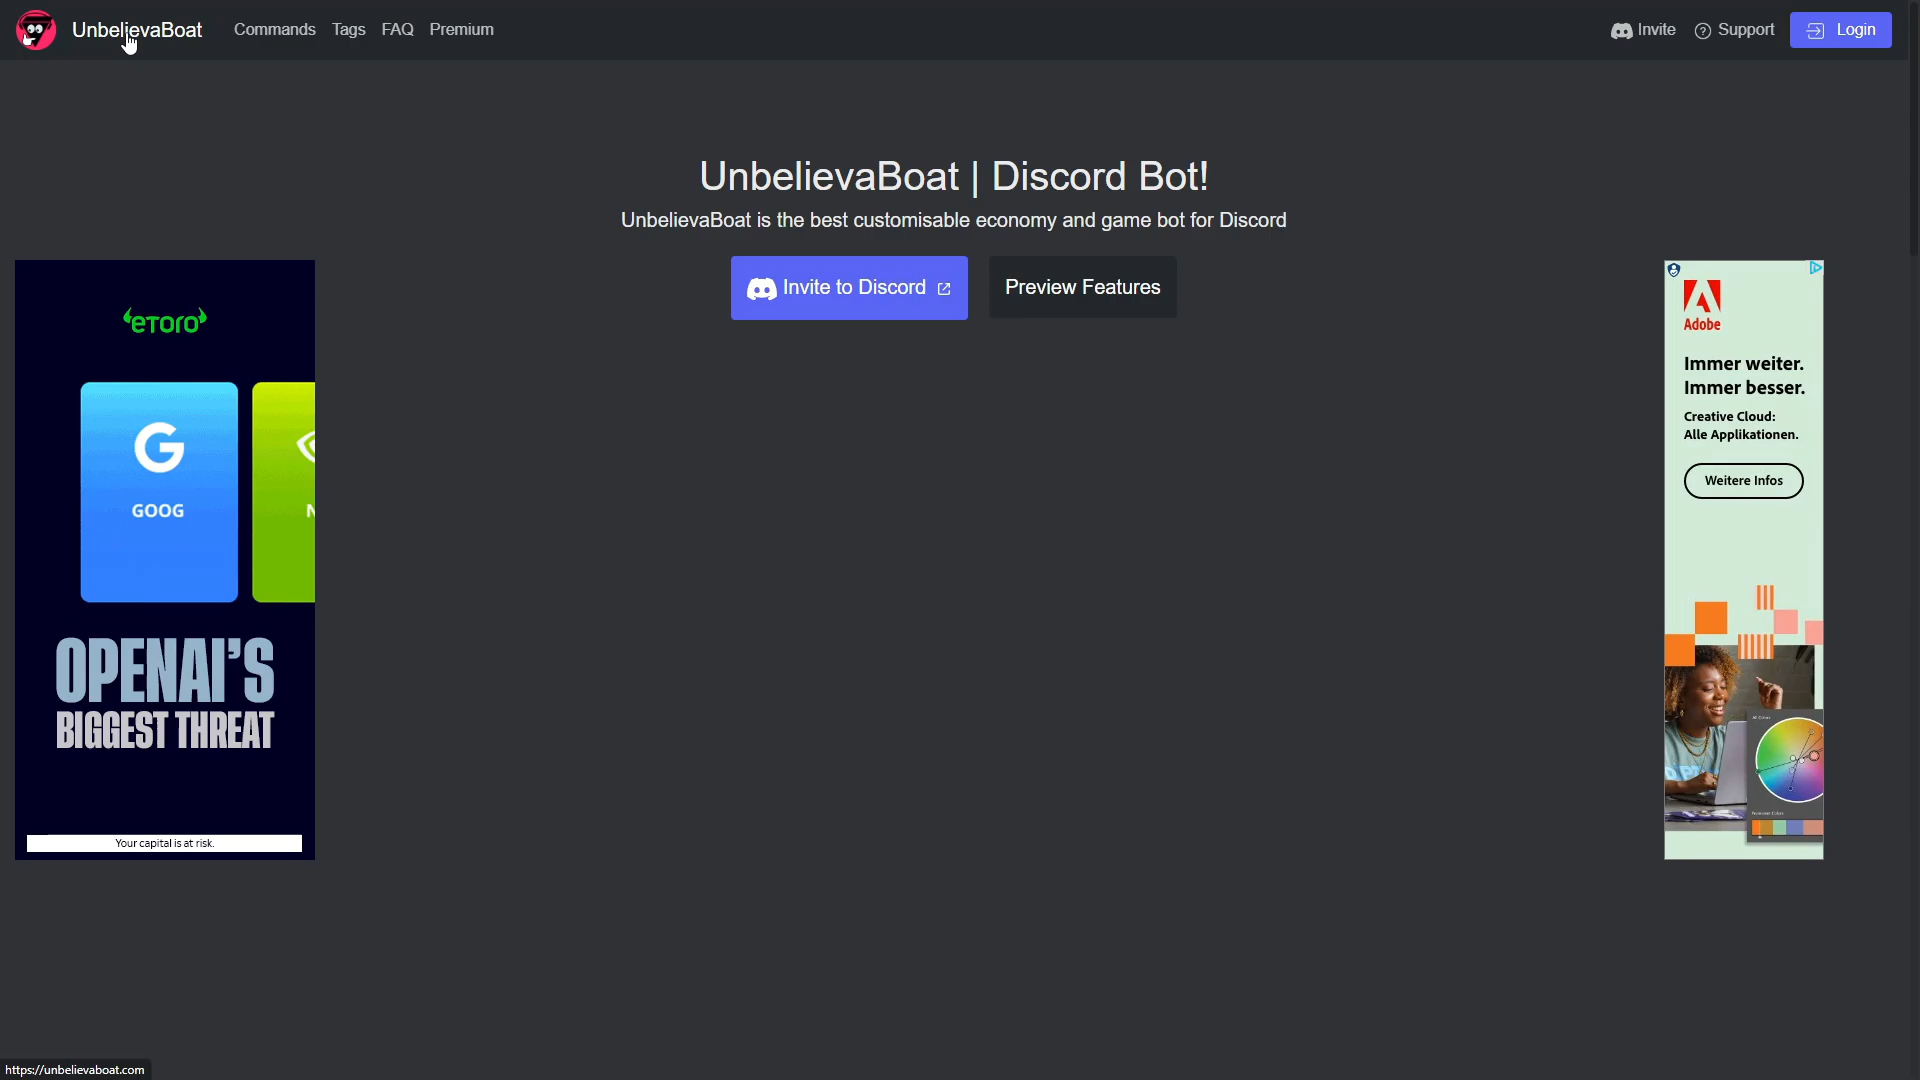 UnbelievaBoat
Commands
Tags
FAQ
Premium
Invite
Support
Login
UnbelievaBoat | Discord Bot!
UnbelievaBoat is the best customisable economy and game bot for Discord
Invite to Discord
Preview Features
eToro
GOOG
N
OPENAI'S
BIGGEST THREAT
Your capital is at risk.
Adobe
Immer weiter.
Immer besser.
Creative Cloud:
Alle Applikationen.
Weitere Infos
https://unbelievaboat.com